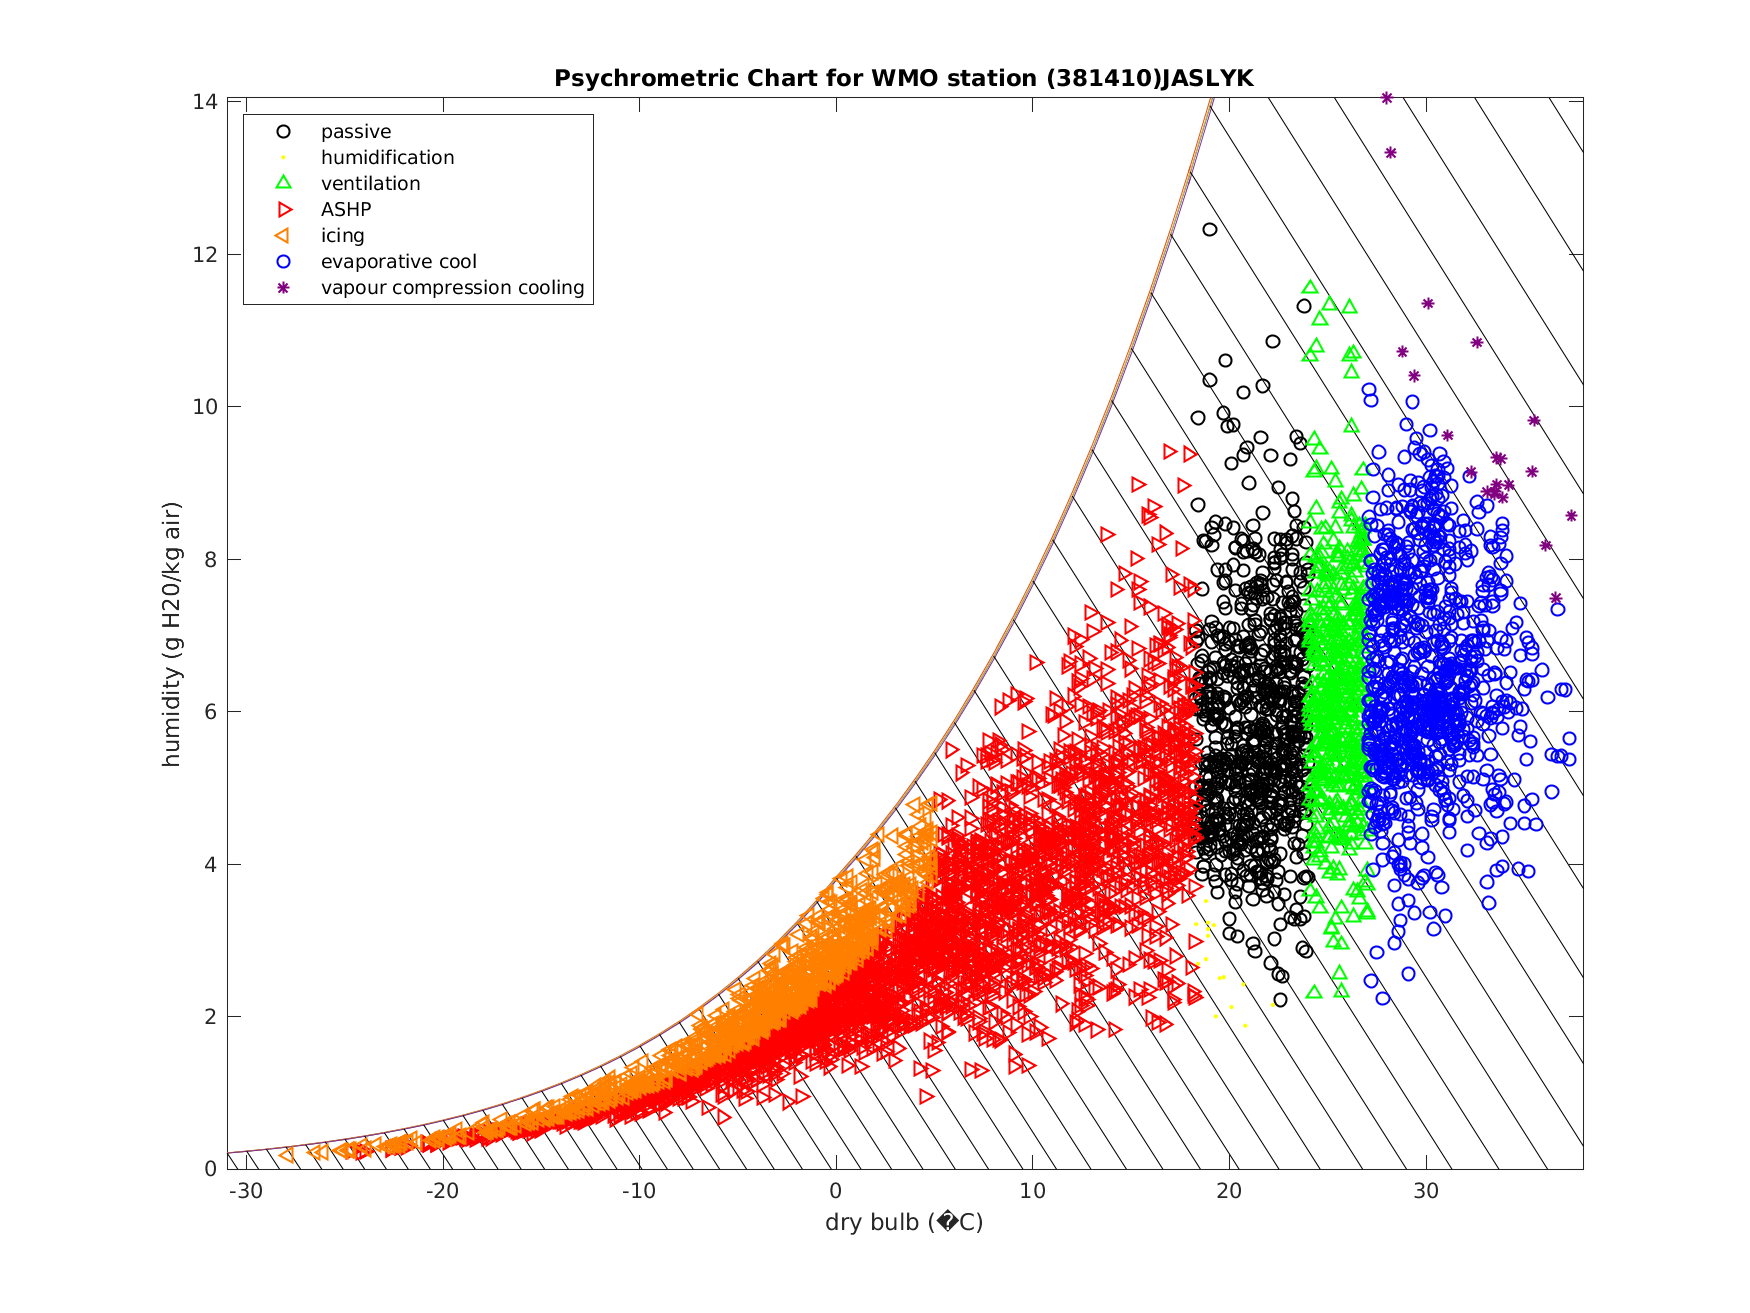 Psychrometric Chart for WMO station (381410)JASLYK
passive
humidification
ventilation
ASHP
icing
evaporative cool
vapour compression cooling
humidity (g H20/kg air)
14
12
10
8
6
4
2
0
-30 -20 -10 0 10 20 30
dry bulb (�C)